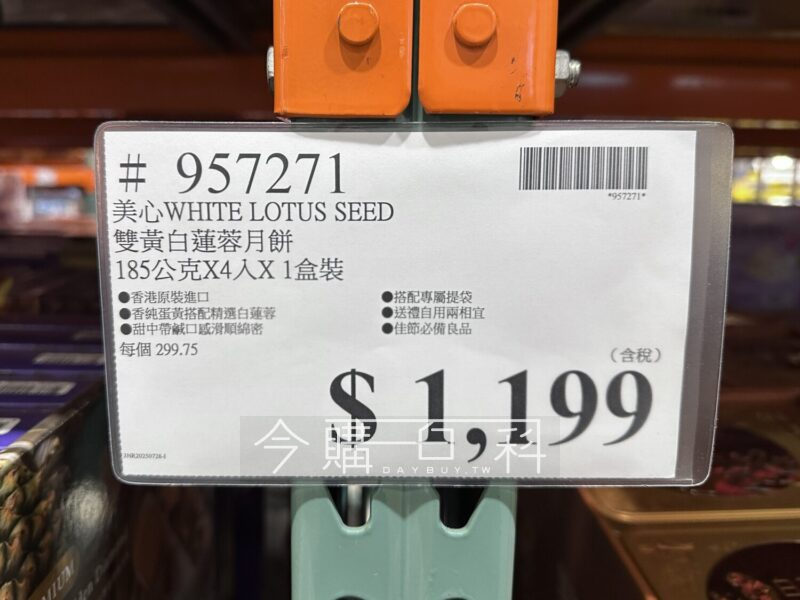 # 957271
*957271*
美心WHITE LOTUS SEED
雙黃白蓮蓉月餅
185公克X4入X 1盒裝
●香港原裝進口
●香純蛋黃搭配精選白蓮蓉
●甜中帶鹹口感滑順綿密
●搭配專屬提袋
●送禮自用兩相宜
●佳節必備良品
每個 299.75
(含稅)
$ 1,199
今購百科
DAYBUY.TW